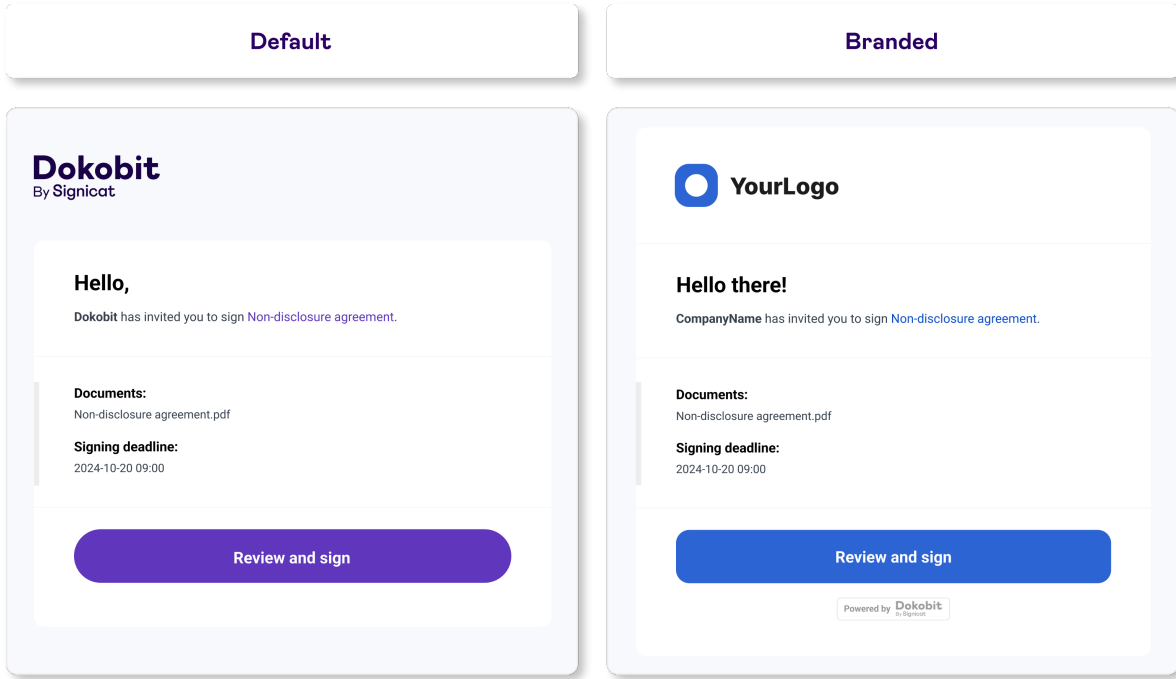 Default
Dokobit
By Signicat
Hello,
Dokobit has invited you to sign Non-disclosure agreement.
Documents:
Non-disclosure agreement.pdf
Signing deadline:
2024-10-20 09:00
Review and sign
Branded
YourLogo
Hello there!
CompanyName has invited you to sign Non-disclosure agreement.
Documents:
Non-disclosure agreement.pdf
Signing deadline:
2024-10-20 09:00
Review and sign
Powered by Dokobit
By Signicat